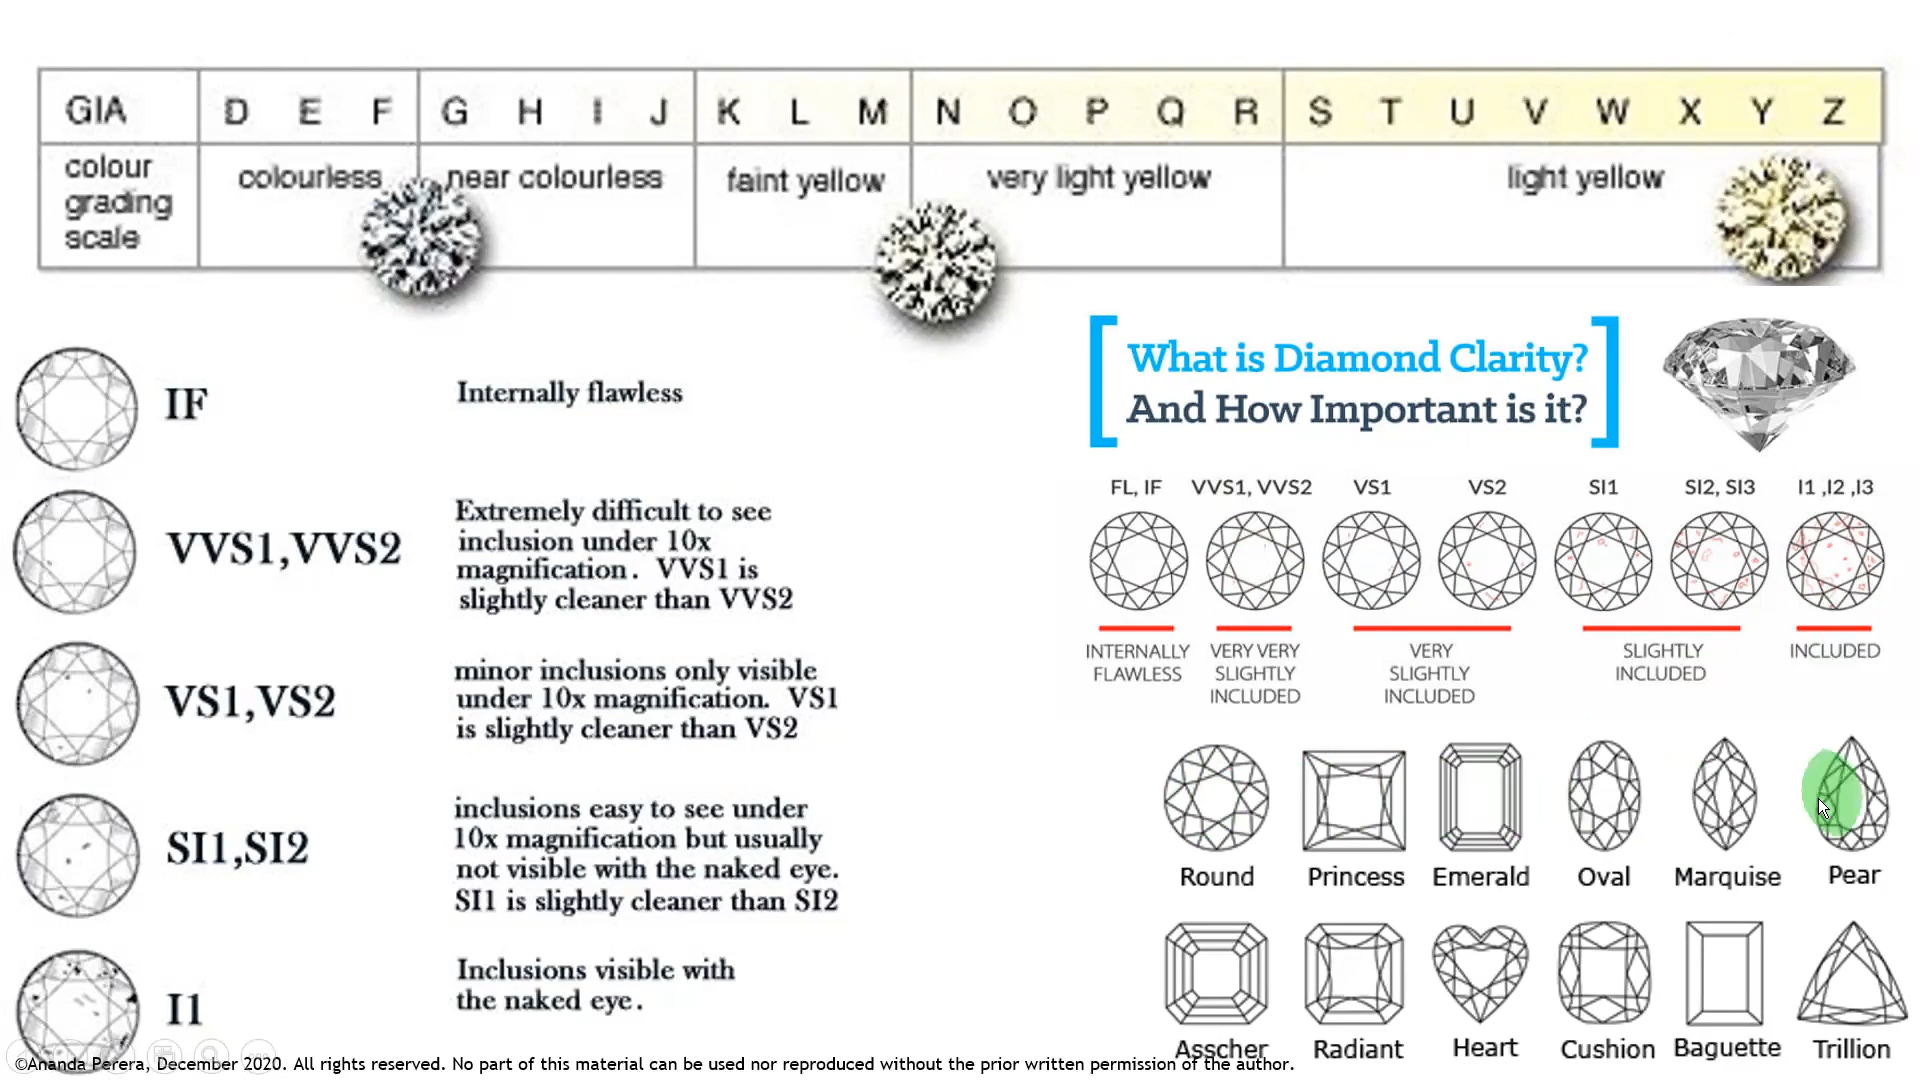 GIA D E F G H I J K L M N O P Q R S T U V W X Y Z
colour grading scale
colourless near colourless faint yellow very light yellow light yellow
IF Internally flawless
VVS1,VVS2
Extremely difficult to see
inclusion under 10x
magnification. VVS1 is
slightly cleaner than VVS2
VS1,VS2
minor inclusions only visible
under 10x magnification. VS1
is slightly cleaner than VS2
SI1,SI2
inclusions easy to see under
10x magnification but usually
not visible with the naked eye.
SI1 is slightly cleaner than SI2
I1
Inclusions visible with
the naked eye.
What is Diamond Clarity?
And How Important is it?
FL, IF VVS1, VVS2 VS1 VS2 SI1 SI2, SI3 I1 ,I2 ,I3
INTERNALLY FLAWLESS
VERY VERY SLIGHTLY INCLUDED
VERY SLIGHTLY INCLUDED
SLIGHTLY INCLUDED
INCLUDED
Round Princess Emerald Oval Marquise Pear
Asscher Radiant Heart Cushion Baguette Trillion
©Ananda Perera, December 2020. All rights reserved. No part of this material can be used nor reproduced without the prior written permission of the author.